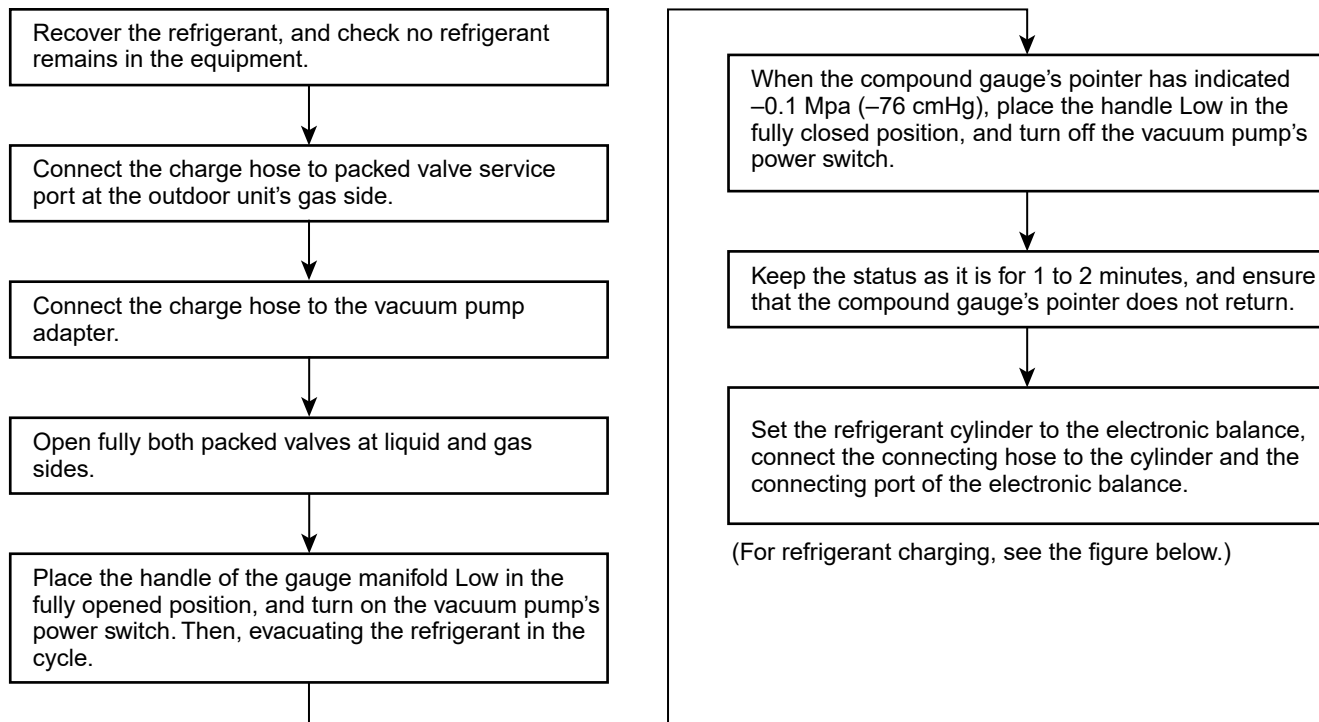 Recover the refrigerant, and check no refrigerant
remains in the equipment.
Connect the charge hose to packed valve service
port at the outdoor unit’s gas side.
Connect the charge hose to the vacuum pump
adapter.
Open fully both packed valves at liquid and gas
sides.
Place the handle of the gauge manifold Low in the
fully opened position, and turn on the vacuum pump’s
power switch. Then, evacuating the refrigerant in the
cycle.
When the compound gauge’s pointer has indicated
–0.1 Mpa (–76 cmHg), place the handle Low in the
fully closed position, and turn off the vacuum pump’s
power switch.
Keep the status as it is for 1 to 2 minutes, and ensure
that the compound gauge’s pointer does not return.
Set the refrigerant cylinder to the electronic balance,
connect the connecting hose to the cylinder and the
connecting port of the electronic balance.
(For refrigerant charging, see the figure below.)